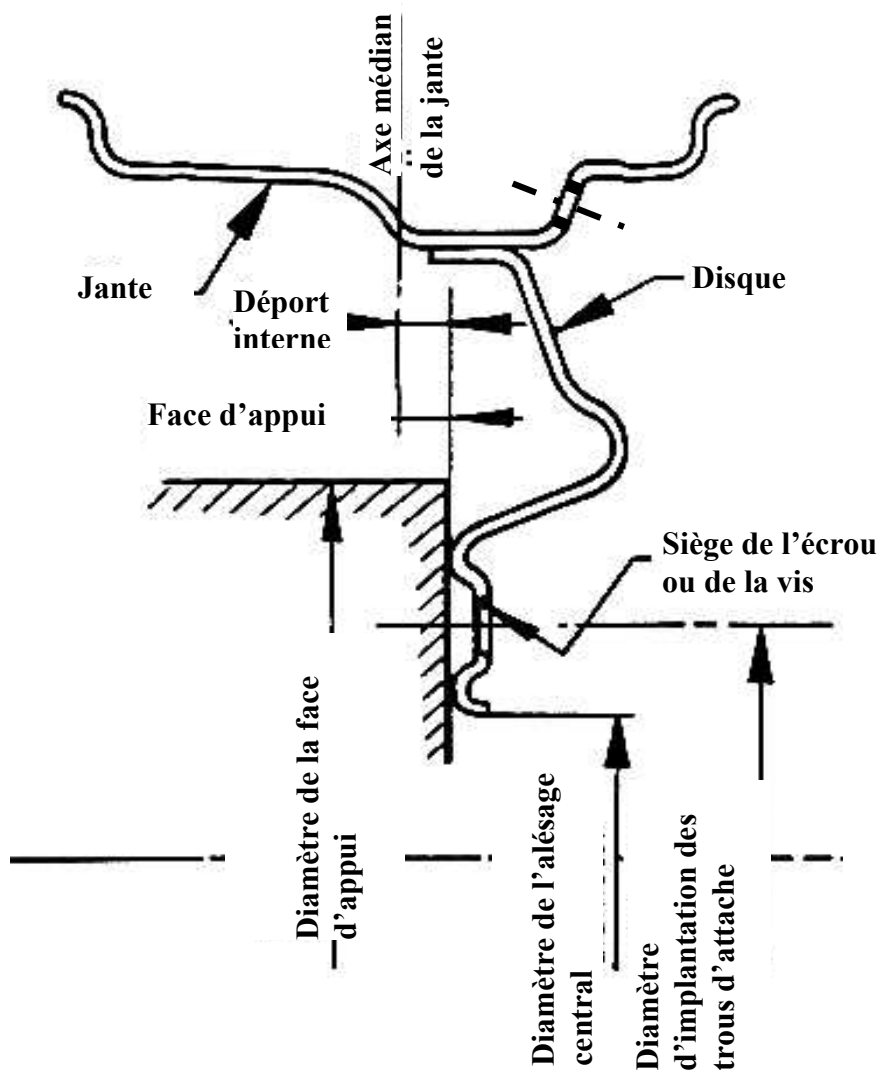 Axe médian
de la jante
Jante
Déport
interne
Disque
Face d’appui
Siège de l’écrou
ou de la vis
Diamètre de la face
d’appui
Diamètre de l’alésage
central
Diamètre
d’implantation des
trous d’attache